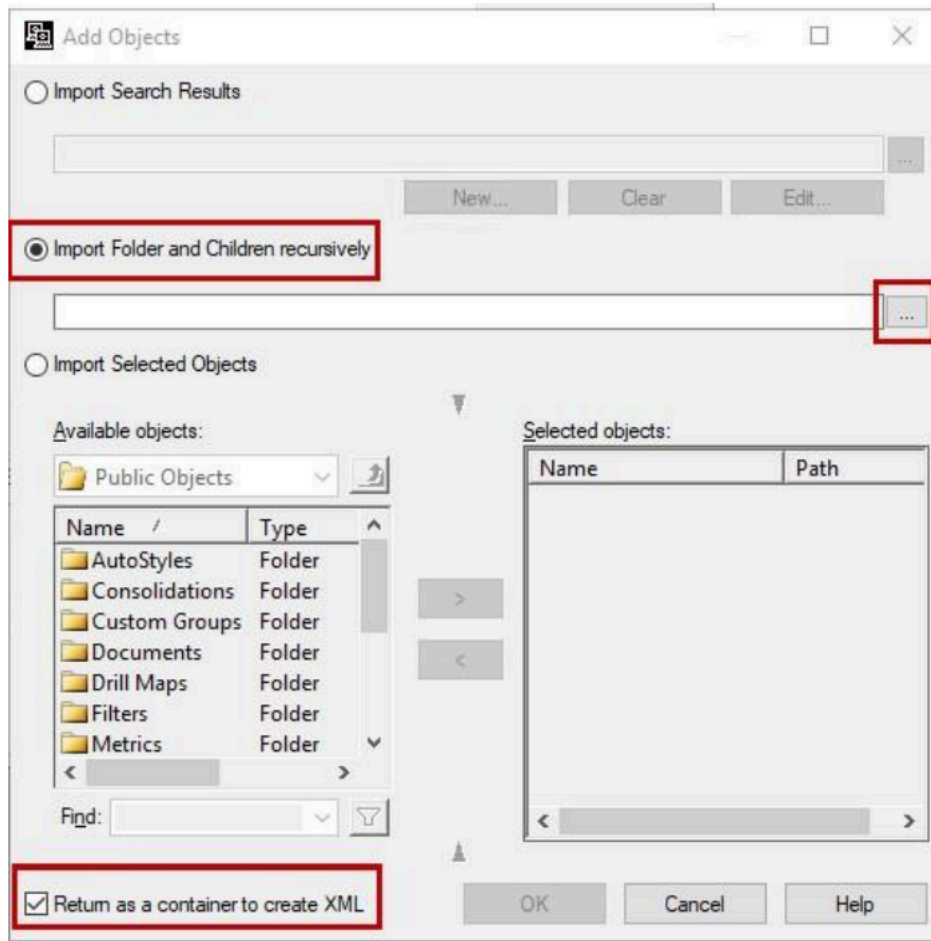 Add Objects
Import Search Results
...
New... Clear Edit...
Import Folder and Children recursively
...
Import Selected Objects
Available objects:
Public Objects
Name Type
AutoStyles Folder
Consolidations Folder
Custom Groups Folder
Documents Folder
Drill Maps Folder
Filters Folder
Metrics Folder
Find:
Selected objects:
Name Path
>
<
Return as a container to create XML
OK Cancel Help